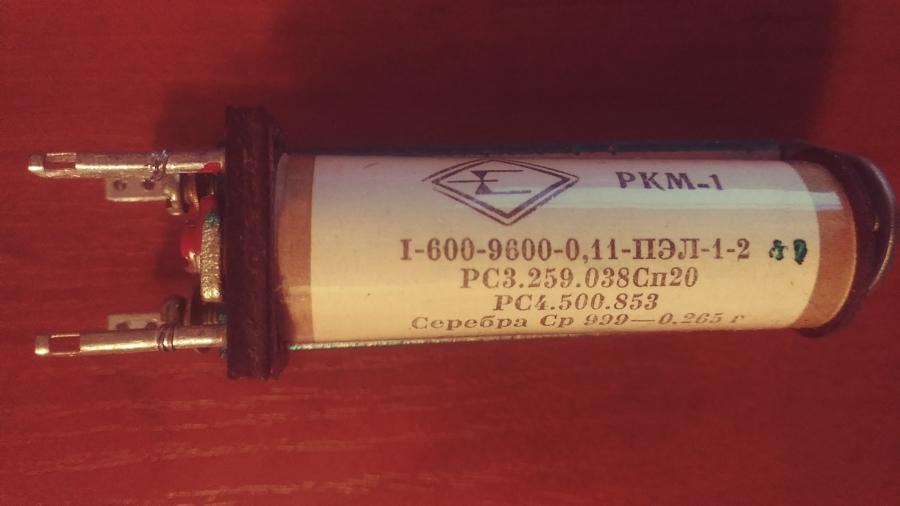 РКМ-1
I-600-9600-0,11-ПЭЛ-1-2
РС3.259.038Сп20
РС4.500.853
Серебра Ср 999—0,265 г